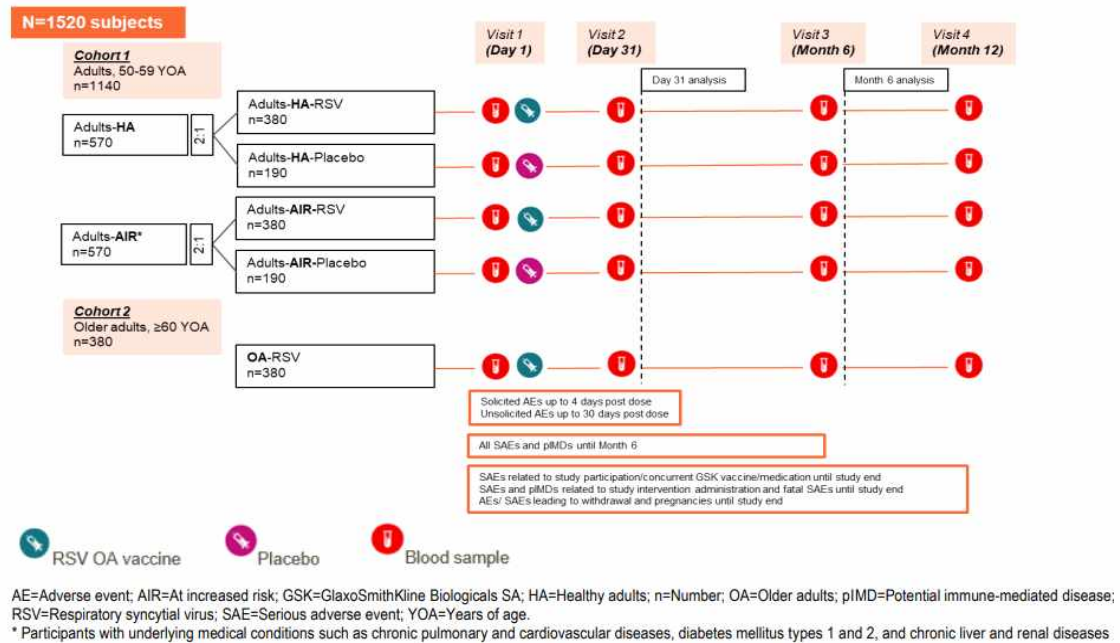 N=1520 subjects
Visit 1
(Day 1)
Visit 2
(Day 31)
Visit 3
(Month 6)
Visit 4
(Month 12)
Cohort 1
Adults, 50-59 YOA
n=1140
Day 31 analysis
Month 6 analysis
Adults-HA
n=570
2:1
Adults-HA-RSV
n=380
Adults-HA-Placebo
n=190
Adults-AIR*
n=570
2:1
Adults-AIR-RSV
n=380
Adults-AIR-Placebo
n=190
Cohort 2
Older adults, ≥60 YOA
n=380
OA-RSV
n=380
Solicited AEs up to 4 days post dose
Unsolicited AEs up to 30 days post dose
All SAEs and pIMDs until Month 6
SAEs related to study participation/concurrent GSK vaccine/medication until study end
SAEs and pIMDs related to study intervention administration and fatal SAEs until study end
AEs/ SAEs leading to withdrawal and pregnancies until study end
RSV OA vaccine
Placebo
Blood sample
AE=Adverse event; AIR=At increased risk; GSK=GlaxoSmithKline Biologicals SA; HA=Healthy adults; n=Number; OA=Older adults; pIMD=Potential immune-mediated disease;
RSV=Respiratory syncytial virus; SAE=Serious adverse event; YOA=Years of age.
* Participants with underlying medical conditions such as chronic pulmonary and cardiovascular diseases, diabetes mellitus types 1 and 2, and chronic liver and renal diseases